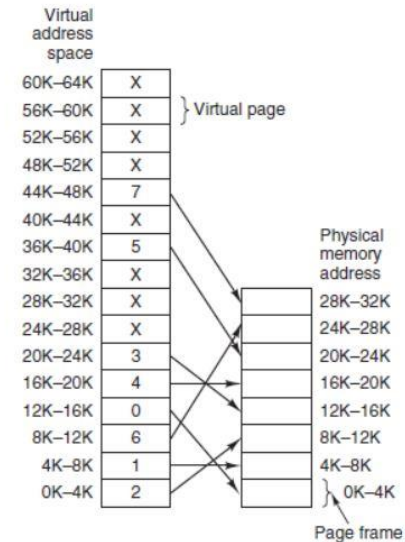 Virtual
address
space
60K–64K X
56K–60K X Virtual page
52K–56K X
48K–52K X
44K–48K 7
40K–44K X
36K–40K 5
32K–36K X
28K–32K X
24K–28K X
20K–24K 3
16K–20K 4
12K–16K 0
8K–12K 6
4K–8K 1
0K–4K 2
Physical
memory
address
28K–32K
24K–28K
20K–24K
16K–20K
12K–16K
8K–12K
4K–8K
0K–4K
Page frame